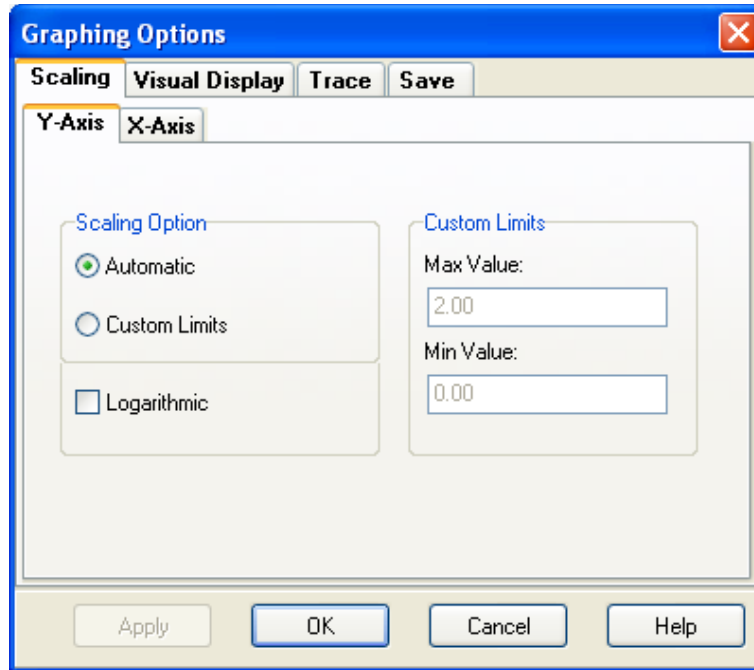 Graphing Options
Scaling Visual Display Trace Save
Y-Axis X-Axis
Scaling Option
Automatic
Custom Limits
Logarithmic
Custom Limits
Max Value:
2.00
Min Value:
0.00
Apply OK Cancel Help